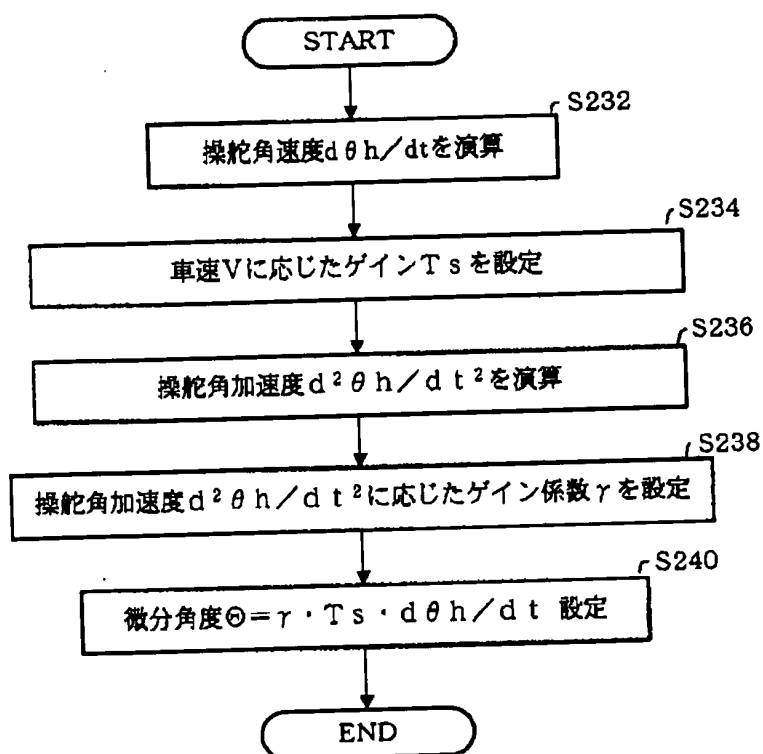 START
S232
操舵角速度dθh／dtを演算
S234
車速Vに応じたゲインTsを設定
S236
操舵角加速度d²θh／dt²を演算
S238
操舵角加速度d²θh／dt²に応じたゲイン係数γを設定
S240
微分角度Θ＝γ・Ts・dθh／dt 設定
END